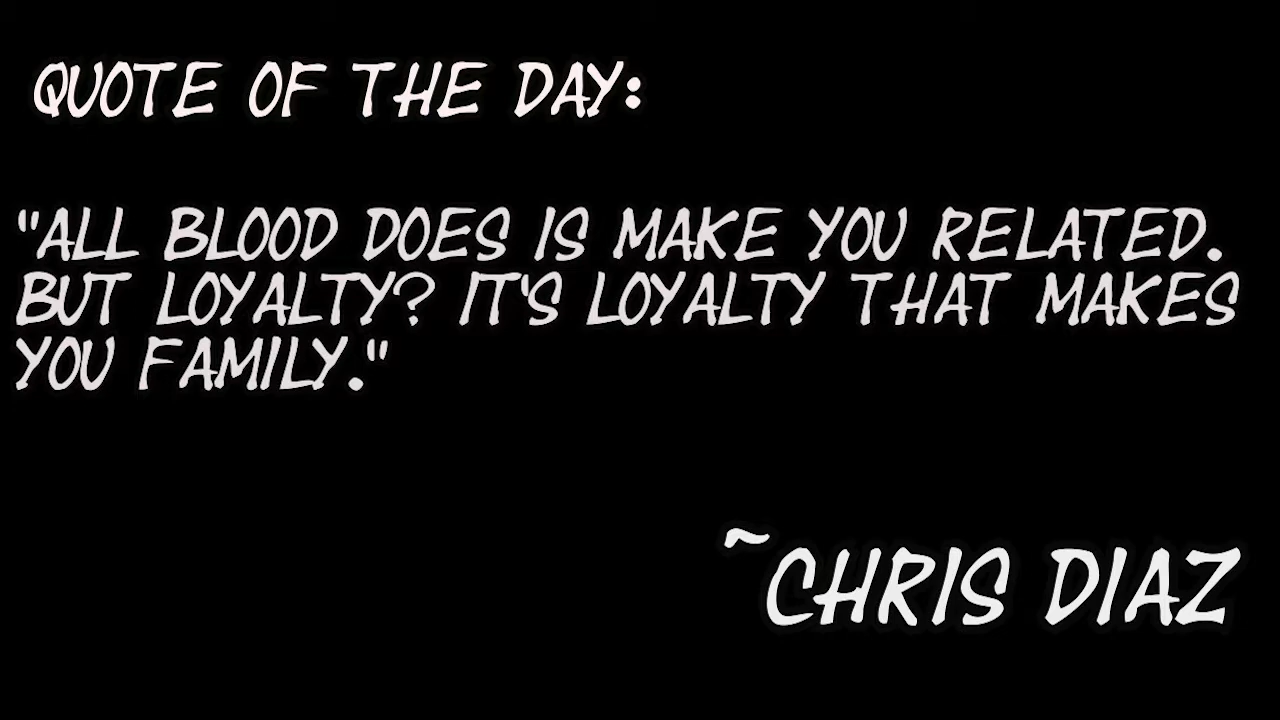 QUOTE OF THE DAY:
"ALL BLOOD DOES IS MAKE YOU RELATED.
BUT LOYALTY? IT'S LOYALTY THAT MAKES
YOU FAMILY."
~CHRIS DIAZ